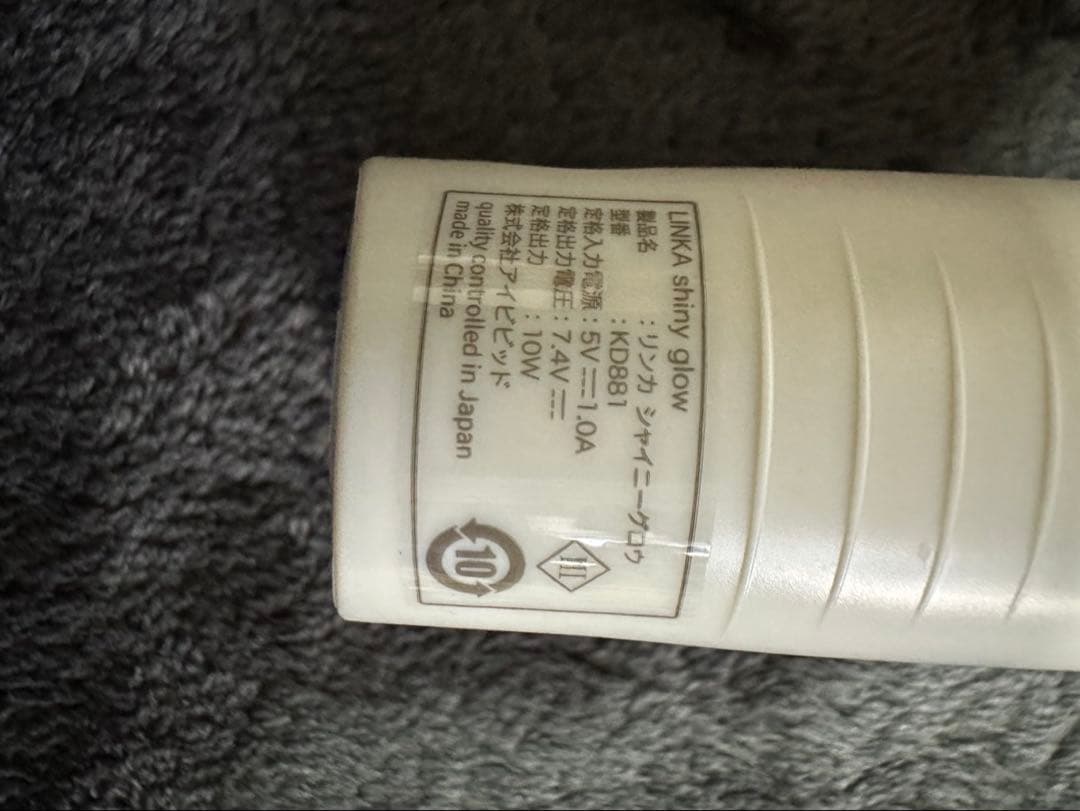 LINKA shiny glow
製品名 : リンカ シャイニーグロウ
型番 : KD881
定格入力電源 : 5V⎓1.0A
定格出力電圧 : 7.4V⎓
定格出力 : 10W
株式会社アイビビッド
quality controlled in Japan
made in China
III
10